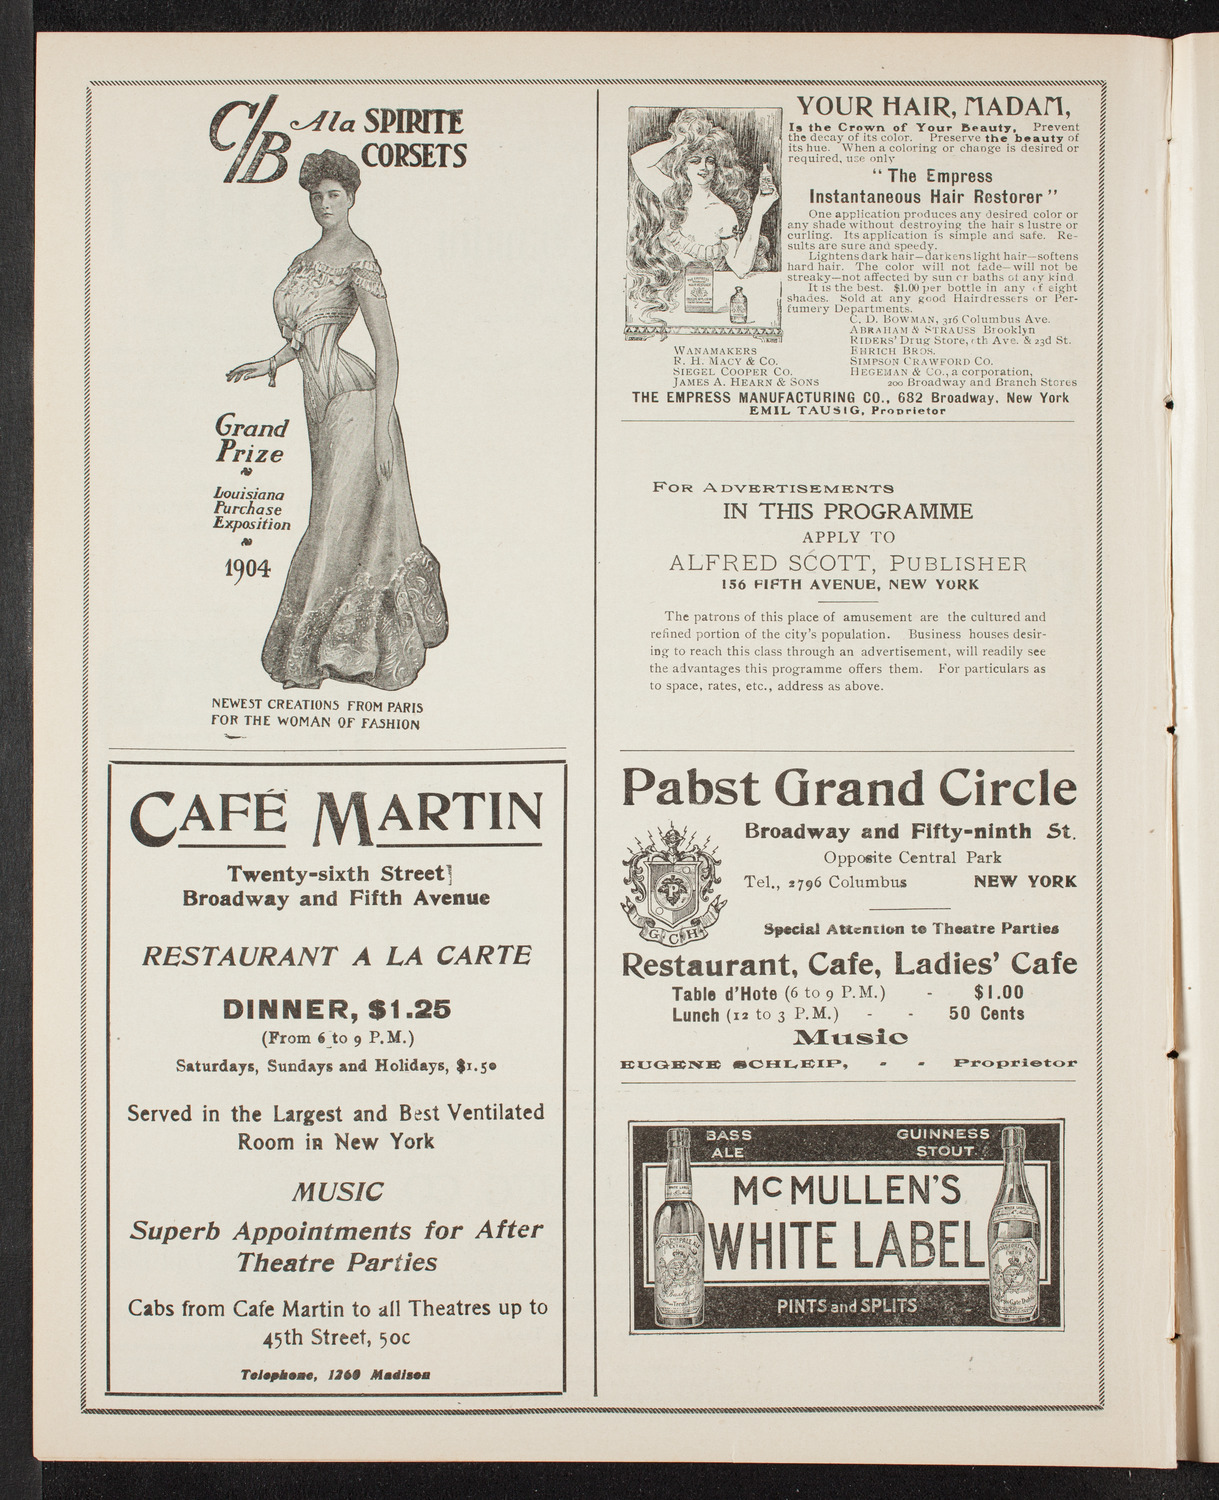 C/B Ala SPIRITE
CORSETS
Grand
Prize
Louisiana
Purchase
Exposition
1904
NEWEST CREATIONS FROM PARIS
FOR THE WOMAN OF FASHION
CAFÉ MARTIN
Twenty-sixth Street
Broadway and Fifth Avenue
RESTAURANT A LA CARTE
DINNER, $1.25
(From 6 to 9 P.M.)
Saturdays, Sundays and Holidays, $1.50
Served in the Largest and Best Ventilated
Room in New York
MUSIC
Superb Appointments for After
Theatre Parties
Cabs from Cafe Martin to all Theatres up to
45th Street, 50c
Telephone, 1260 Madison
YOUR HAIR, MADAM,
Is the Crown of Your Beauty, Prevent
the decay of its color. Preserve the beauty of
its hue. When a coloring or change is desired or
required, use only
"The Empress
Instantaneous Hair Restorer"
One application produces any desired color or
any shade without destroying the hair s lustre or
curling. Its application is simple and safe. Re-
sults are sure and speedy.
Lightens dark hair—darkens light hair—softens
hard hair. The color will not fade—will not be
streaky—not affected by sun or baths of any kind
It is the best. $1.00 per bottle in any of eight
shades. Sold at any good Hairdressers or Per-
fumery Departments.
C. D. BOWMAN, 316 Columbus Ave.
ABRAHAM & STRAUSS Brooklyn
RIDERS' Drug Store, th Ave. & 23d St.
WANAMAKERS EHRICH BROS.
R. H. MACY & CO. SIMPSON CRAWFORD CO.
SIEGEL COOPER CO. HEGEMAN & CO., a corporation,
JAMES A. HEARN & SONS 200 Broadway and Branch Stores
THE EMPRESS MANUFACTURING CO., 682 Broadway, New York
EMIL TAUSIG, Proprietor
FOR ADVERTISEMENTS
IN THIS PROGRAMME
APPLY TO
ALFRED SCOTT, PUBLISHER
156 FIFTH AVENUE, NEW YORK
The patrons of this place of amusement are the cultured and
refined portion of the city's population. Business houses desir-
ing to reach this class through an advertisement, will readily see
the advantages this programme offers them. For particulars as
to space, rates, etc., address as above.
Pabst Grand Circle
Broadway and Fifty-ninth St.
Opposite Central Park
Tel., 2796 Columbus NEW YORK
P
G C H
Special Attention to Theatre Parties
Restaurant, Cafe, Ladies' Cafe
Table d'Hote (6 to 9 P.M.) - $1.00
Lunch (12 to 3 P.M.) - - 50 Cents
Music
EUGENE SCHLEIP, - - Proprietor
BASS GUINNESS
ALE STOUT
MCMULLEN'S
WHITE LABEL
PINTS and SPLITS